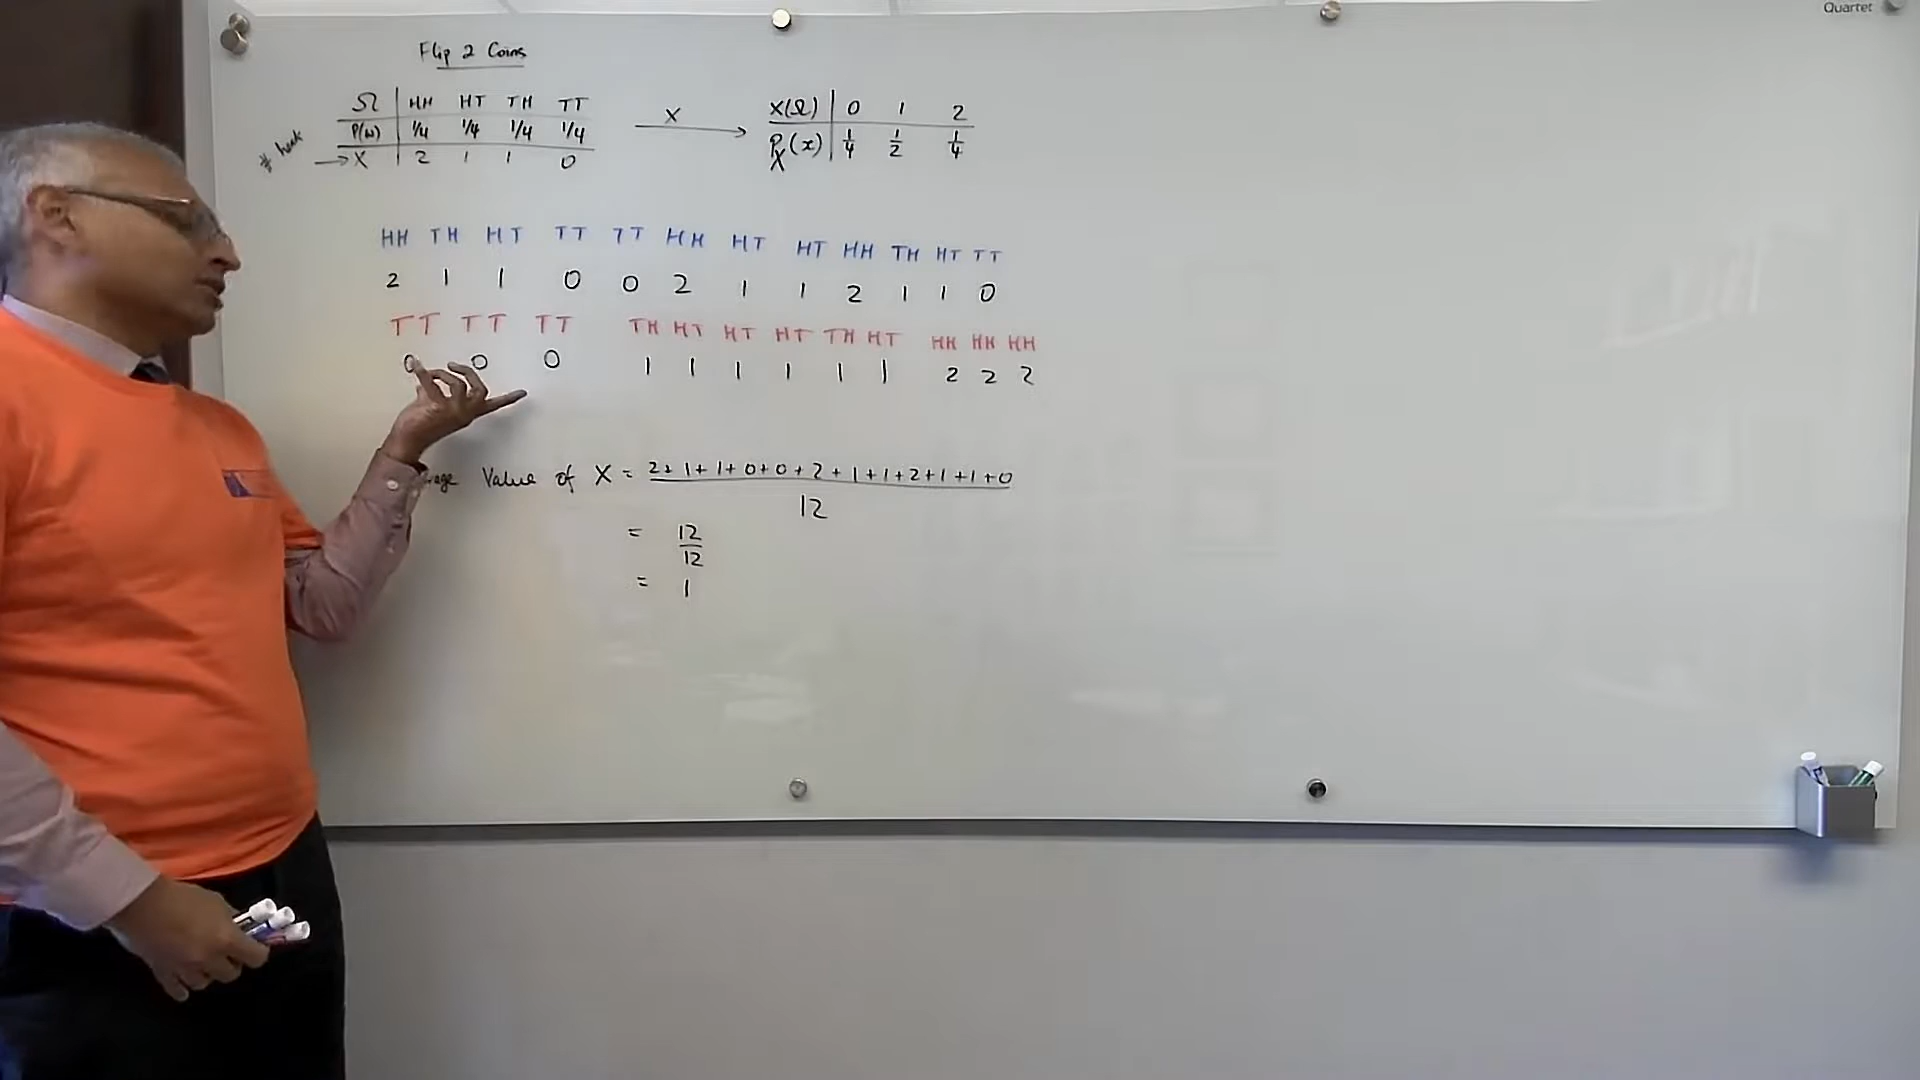 Quartet
Flip 2 Coins
Ω HH HT TH TT
P(ω) 1/4 1/4 1/4 1/4
→ X 2 1 1 0
X
X(Ω) 0 1 2
P_X(x) 1/4 1/2 1/4
HH TH HT TT TT HH HT HT HH TH HT TT
2 1 1 0 0 2 1 1 2 1 1 0
TT TT TT TH HT HT HT TH HT HH HH HH
0 0 0 1 1 1 1 1 1 2 2 2
Value of X = 2+1+1+0+0+2+1+1+2+1+1+0
12
= 12/12
= 1